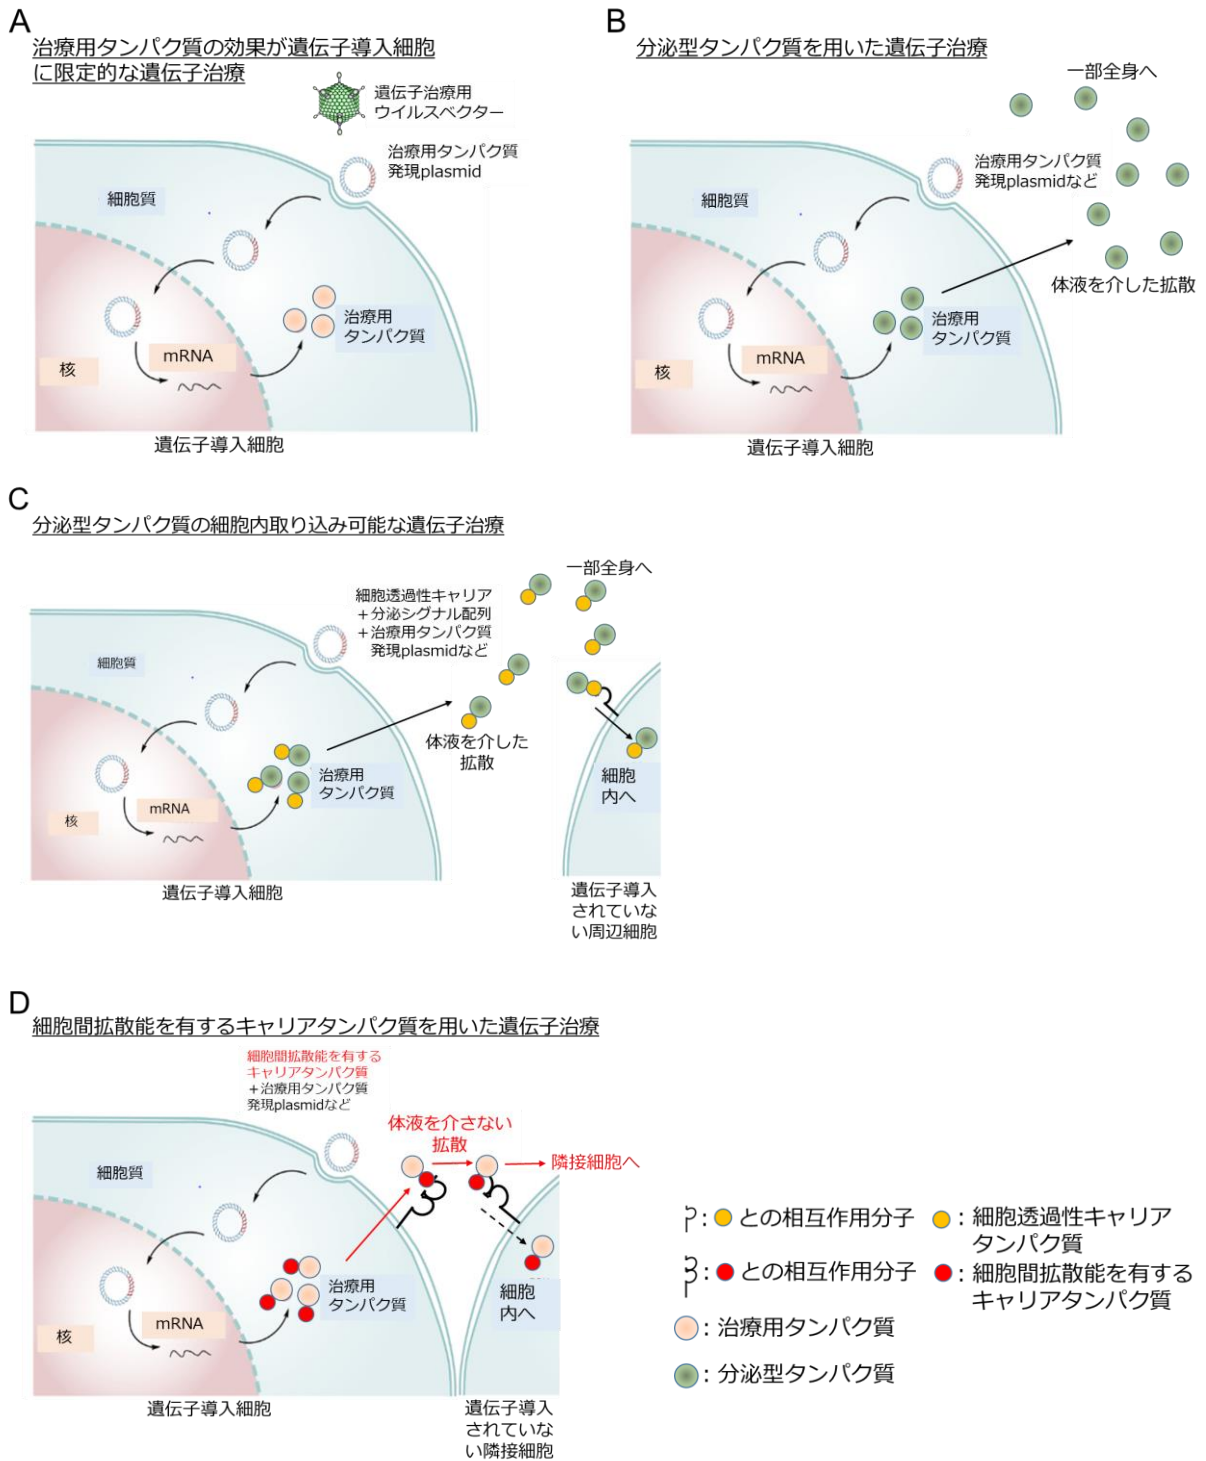 A
治療用タンパク質の効果が遺伝子導入細胞
に限定的な遺伝子治療
遺伝子治療用
ウイルスベクター
治療用タンパク質
発現plasmid
細胞質
治療用
タンパク質
mRNA
核
遺伝子導入細胞
B
分泌型タンパク質を用いた遺伝子治療
一部全身へ
治療用タンパク質
発現plasmidなど
細胞質
体液を介した拡散
治療用
タンパク質
mRNA
核
遺伝子導入細胞
C
分泌型タンパク質の細胞内取り込み可能な遺伝子治療
一部全身へ
細胞透過性キャリア
＋分泌シグナル配列
＋治療用タンパク質
発現plasmidなど
細胞質
体液を介した
拡散
治療用
タンパク質
細胞
内へ
mRNA
核
遺伝子導入細胞
遺伝子導入
されていな
い周辺細胞
D
細胞間拡散能を有するキャリアタンパク質を用いた遺伝子治療
細胞間拡散能を有する
キャリアタンパク質
＋治療用タンパク質
発現plasmidなど
体液を介さない
拡散
隣接細胞へ
細胞質
治療用
タンパク質
細胞
内へ
mRNA
核
遺伝子導入細胞
遺伝子導入
されていな
い隣接細胞
：との相互作用分子
：細胞透過性キャリア
タンパク質
：との相互作用分子
：細胞間拡散能を有する
キャリアタンパク質
：治療用タンパク質
：分泌型タンパク質